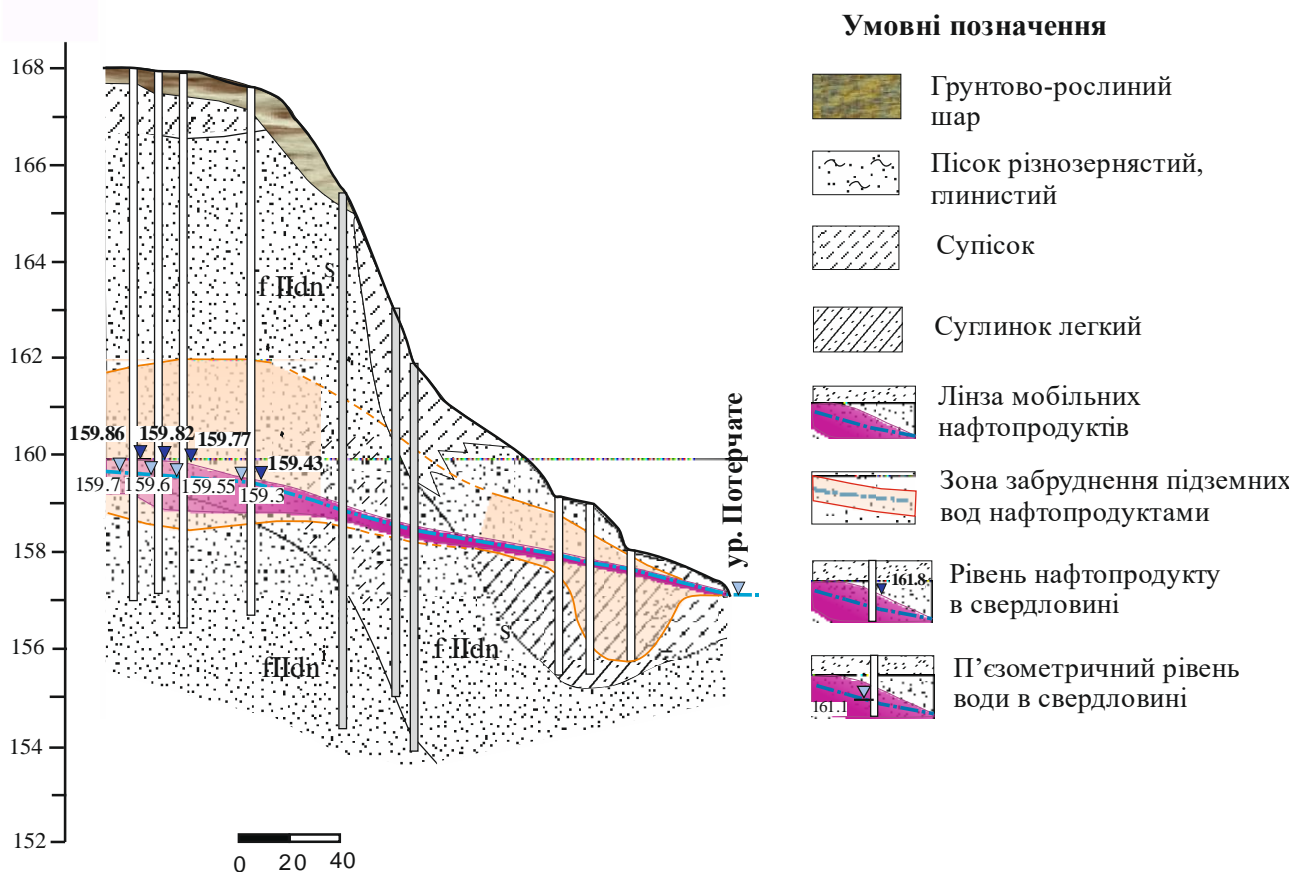 Умовні позначення
168
166
164
162
160
158
156
154
152
f IIdn S
159.86
159.82
159.77
159.43
159.7
159.6
159.55
159.3
ур. Потерчате
fIIdn i
f IIdn S
0
20
40
Грунтово-рослиний
шар
Пісок різнозернястий,
глинистий
Супісок
Суглинок легкий
Лінза мобільних
нафтопродуктів
Зона забруднення підземних
вод нафтопродуктами
161.8
Рівень нафтопродукту
в свердловині
161.1
П’єзометричний рівень
води в свердловині